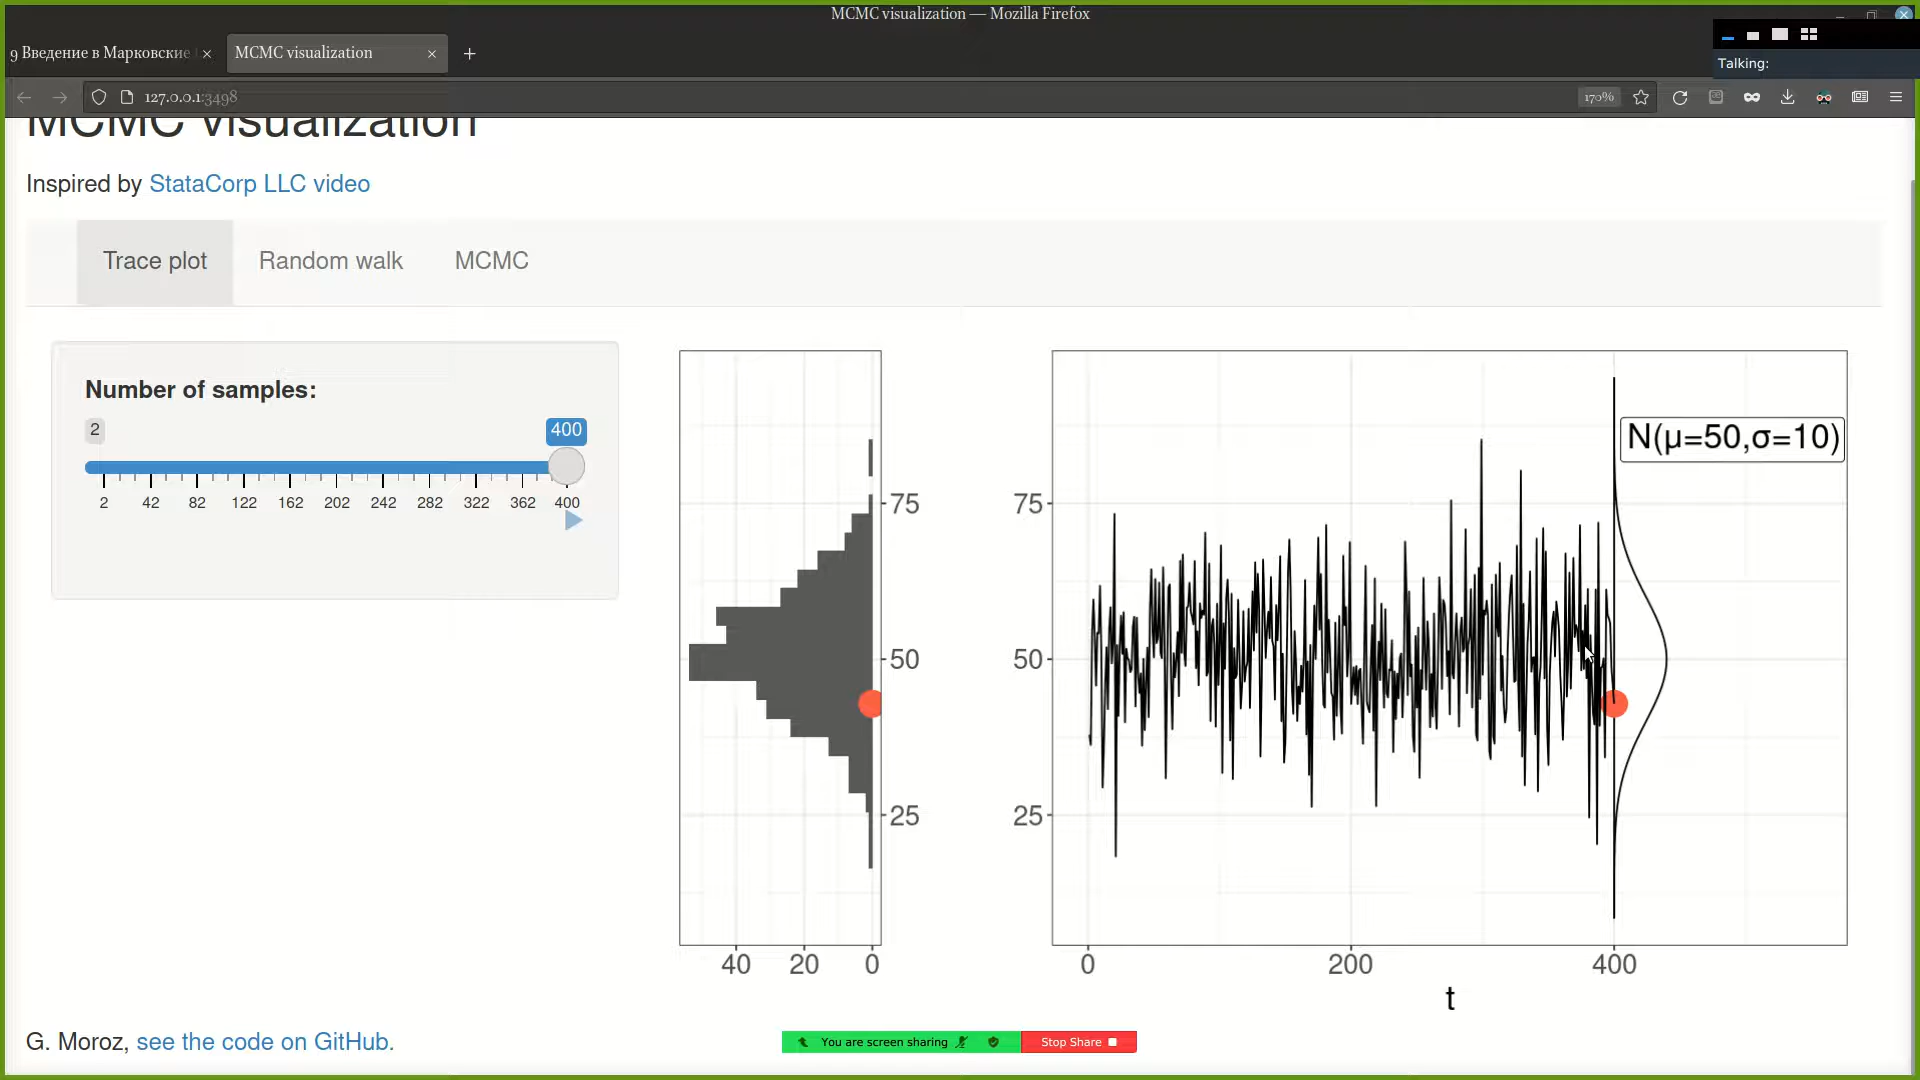 MCMC visualization — Mozilla Firefox
9 Введение в Марковские
MCMC visualization
Talking:
127.0.0.1:3498
170%
MCMC visualization
Inspired by StataCorp LLC video
Trace plot
Random walk
MCMC
Number of samples:
2
400
2 42 82 122 162 202 242 282 322 362 400
75
50
25
40 20 0
N(μ=50,σ=10)
75
50
25
0 200 400
t
G. Moroz, see the code on GitHub.
You are screen sharing
Stop Share